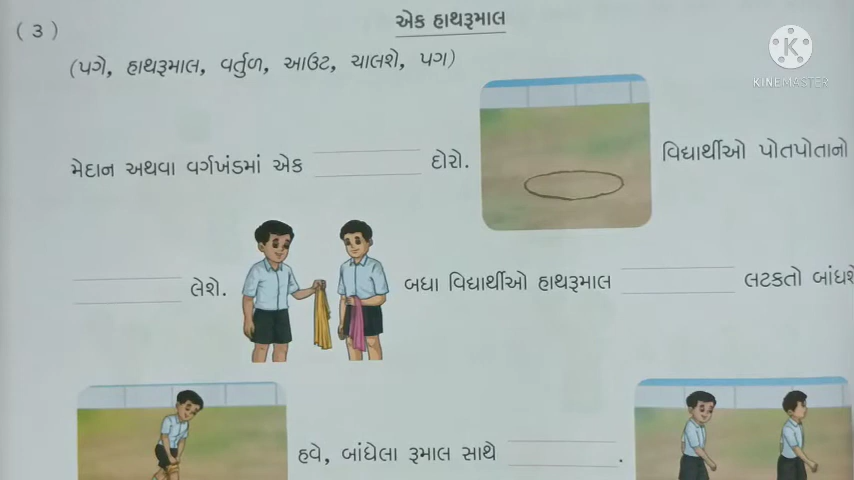 એક હાથરૂમાલ
(૩)
(પગે, હાથરૂમાલ, વર્તુળ, આઉટ, ચાલશે, પગ)
KINEMASTER
મેદાન અથવા વર્ગખંડમાં એક દોરો. વિદ્યાર્થીઓ પોતપોતાનો
લેશે. બધા વિદ્યાર્થીઓ હાથરૂમાલ લટકતો બાંધશે
હવે, બાંધેલા રૂમાલ સાથે .